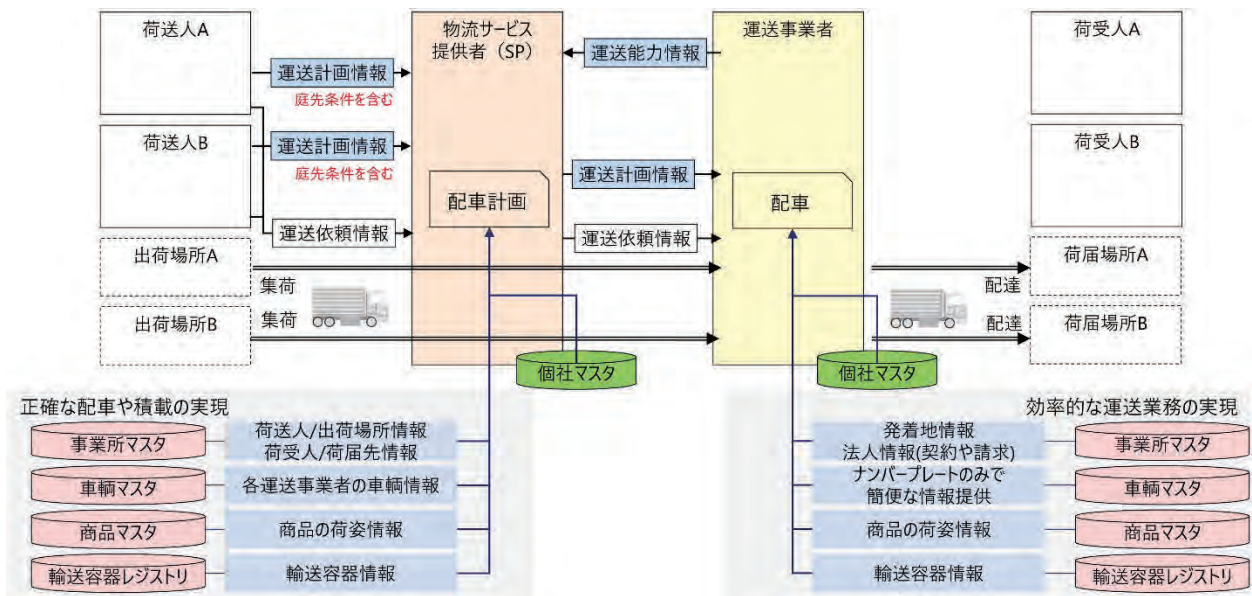 荷送人A
物流サービス
提供者（SP）
運送事業者
荷受人A
運送計画情報
庭先条件を含む
運送能力情報
荷送人B
運送計画情報
庭先条件を含む
運送計画情報
荷受人B
配車計画
配車
運送依頼情報
運送依頼情報
出荷場所A
荷届場所A
集荷
配達
出荷場所B
集荷
配達
荷届場所B
個社マスタ
個社マスタ
正確な配車や積載の実現
事業所マスタ
荷送人/出荷場所情報
荷受人/荷届先情報
車輌マスタ
各運送事業者の車輌情報
商品マスタ
商品の荷姿情報
輸送容器レジストリ
輸送容器情報
効率的な運送業務の実現
発着地情報
法人情報(契約や請求)
事業所マスタ
ナンバープレートのみで
簡便な情報提供
車輌マスタ
商品の荷姿情報
商品マスタ
輸送容器情報
輸送容器レジストリ